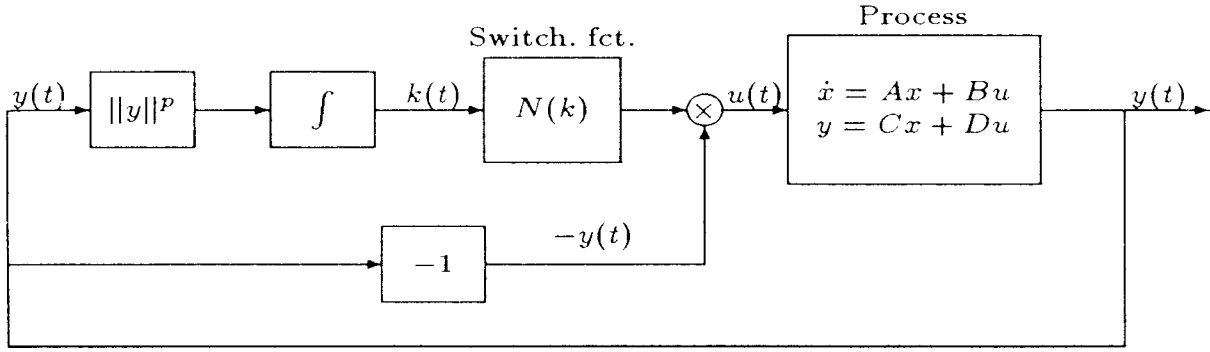 Process
Switch. fct.
y(t)
||y||^p
∫
k(t)
N(k)
×
u(t)
ẋ = Ax + Bu
y = Cx + Du
y(t)
−1
−y(t)